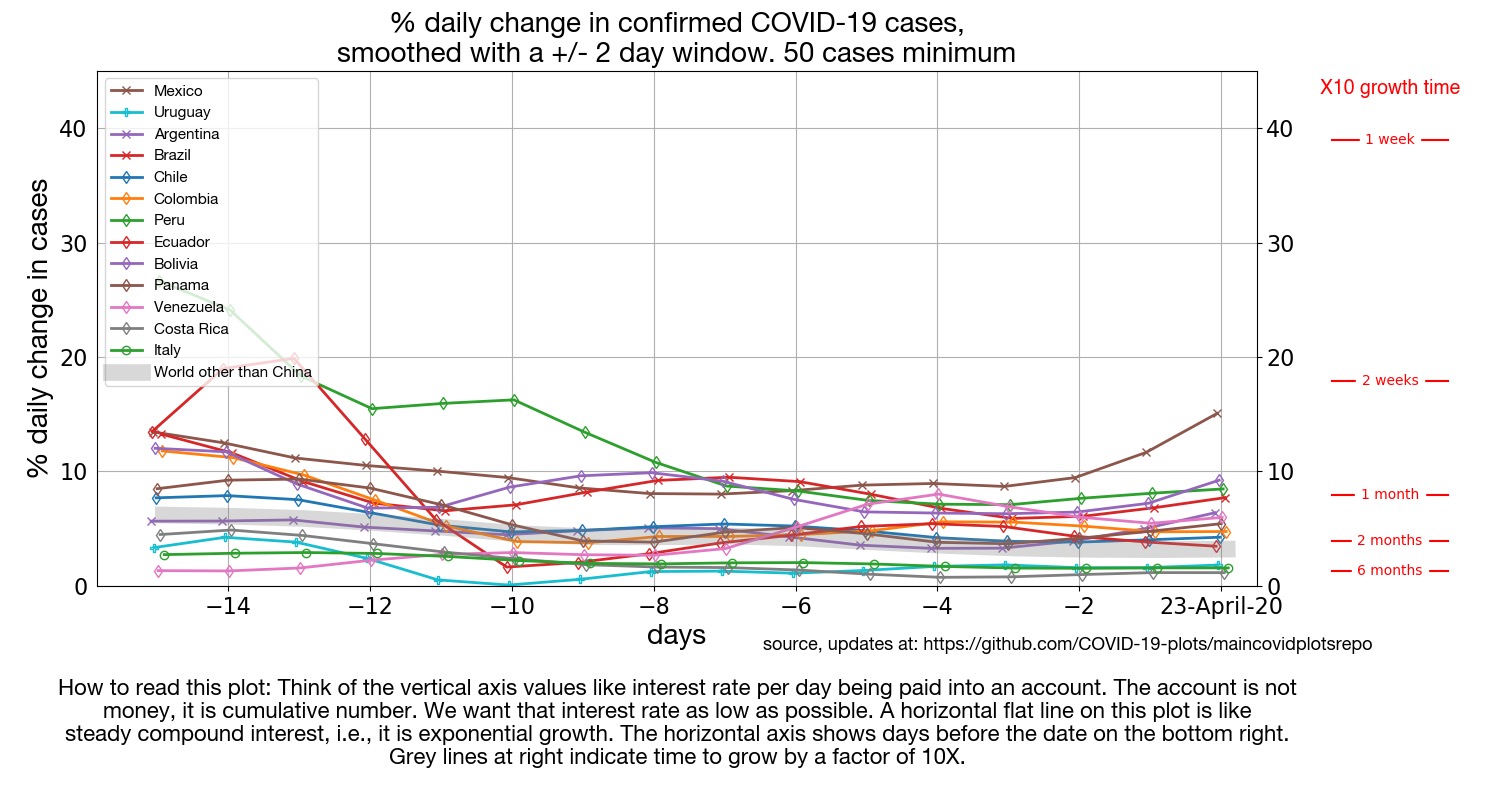 % daily change in confirmed COVID-19 cases,
smoothed with a +/- 2 day window. 50 cases minimum
% daily change in cases
40
30
20
10
0
Mexico
Uruguay
Argentina
Brazil
Chile
Colombia
Peru
Ecuador
Bolivia
Panama
Venezuela
Costa Rica
Italy
World other than China
40
30
20
10
0
X10 growth time
1 week
2 weeks
1 month
2 months
6 months
−14 −12 −10 −8 −6 −4 −2 23-April-20
days
source, updates at: https://github.com/COVID-19-plots/maincovidplotsrepo
How to read this plot: Think of the vertical axis values like interest rate per day being paid into an account. The account is not
money, it is cumulative number. We want that interest rate as low as possible. A horizontal flat line on this plot is like
steady compound interest, i.e., it is exponential growth. The horizontal axis shows days before the date on the bottom right.
Grey lines at right indicate time to grow by a factor of 10X.